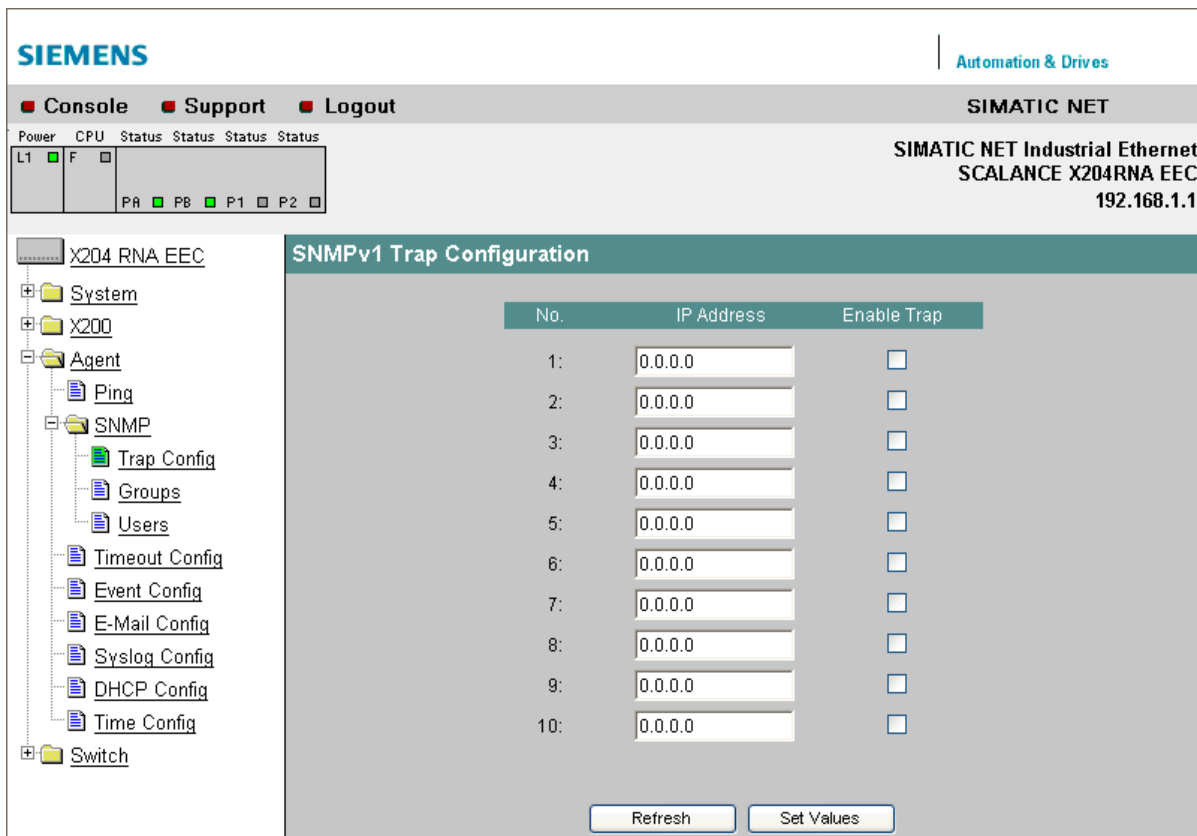 SIEMENS
Automation & Drives
Console Support Logout SIMATIC NET
Power CPU Status Status Status Status
L1 F
PA PB P1 P2
SIMATIC NET Industrial Ethernet
SCALANCE X204RNA EEC
192.168.1.1
X204 RNA EEC
System
X200
Agent
Ping
SNMP
Trap Config
Groups
Users
Timeout Config
Event Config
E-Mail Config
Syslog Config
DHCP Config
Time Config
Switch
SNMPv1 Trap Configuration
No. IP Address Enable Trap
1: 0.0.0.0
2: 0.0.0.0
3: 0.0.0.0
4: 0.0.0.0
5: 0.0.0.0
6: 0.0.0.0
7: 0.0.0.0
8: 0.0.0.0
9: 0.0.0.0
10: 0.0.0.0
Refresh Set Values